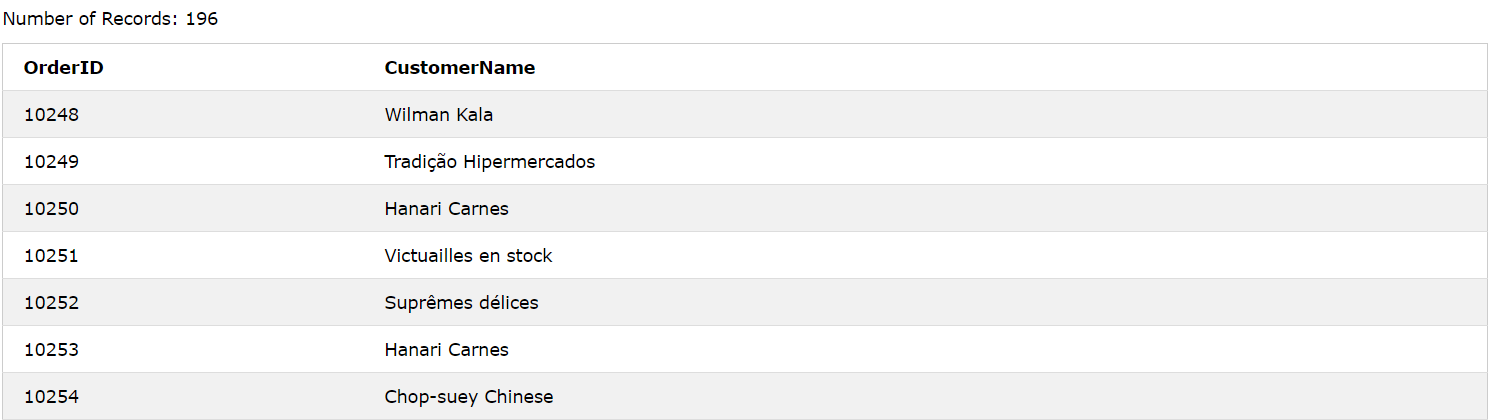 Number of Records: 196
OrderID CustomerName
10248 Wilman Kala
10249 Tradição Hipermercados
10250 Hanari Carnes
10251 Victuailles en stock
10252 Suprêmes délices
10253 Hanari Carnes
10254 Chop-suey Chinese